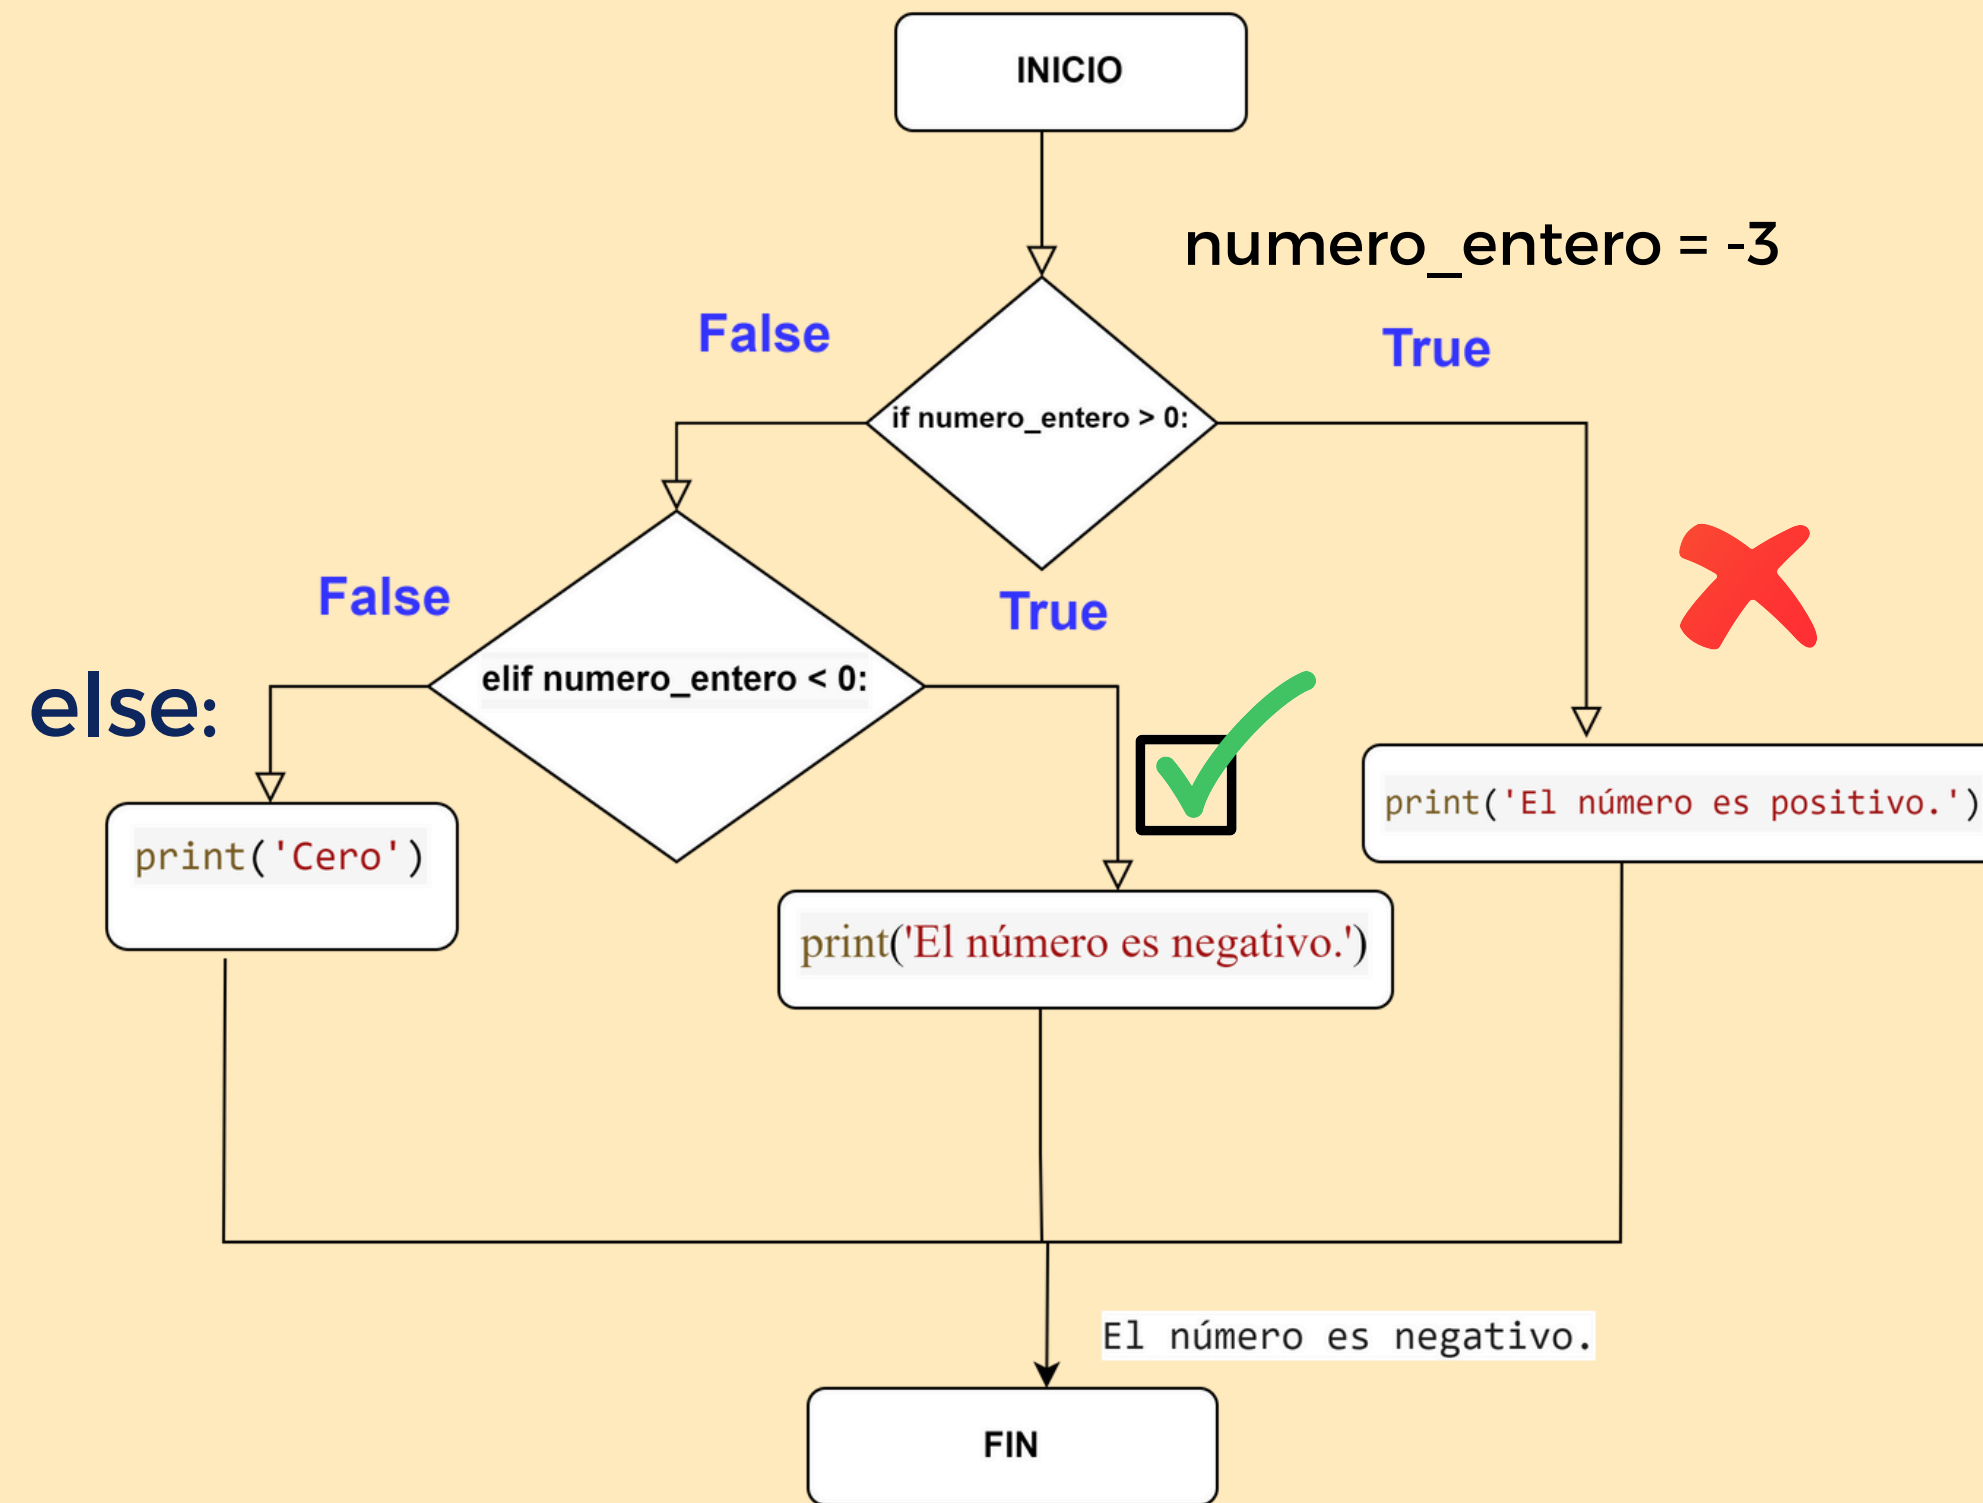 INICIO
numero_entero = -3
False
True
if numero_entero > 0:
False
True
else:
elif numero_entero < 0:
print('El número es positivo.')
print('Cero')
print('El número es negativo.')
El número es negativo.
FIN